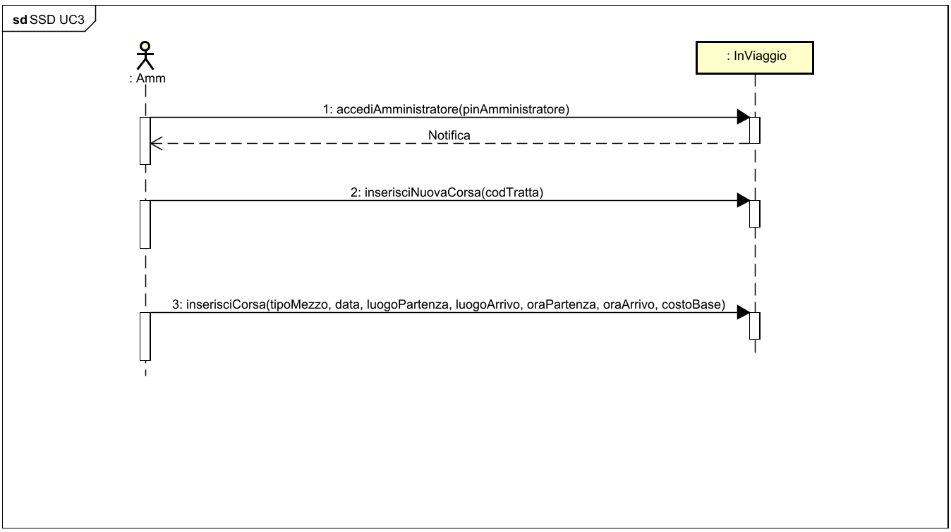 sd SSD UC3
: Amm
: InViaggio
1: accediAmministratore(pinAmministratore)
Notifica
2: inserisciNuovaCorsa(codTratta)
3: inserisciCorsa(tipoMezzo, data, luogoPartenza, luogoArrivo, oraPartenza, oraArrivo, costoBase)